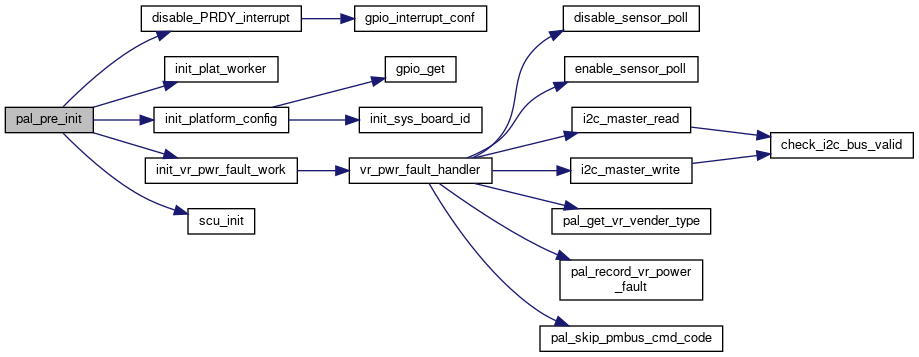 pal_pre_init
disable_PRDY_interrupt
gpio_interrupt_conf
init_plat_worker
init_platform_config
gpio_get
init_sys_board_id
init_vr_pwr_fault_work
scu_init
vr_pwr_fault_handler
disable_sensor_poll
enable_sensor_poll
i2c_master_read
i2c_master_write
check_i2c_bus_valid
pal_get_vr_vender_type
pal_record_vr_power
_fault
pal_skip_pmbus_cmd_code